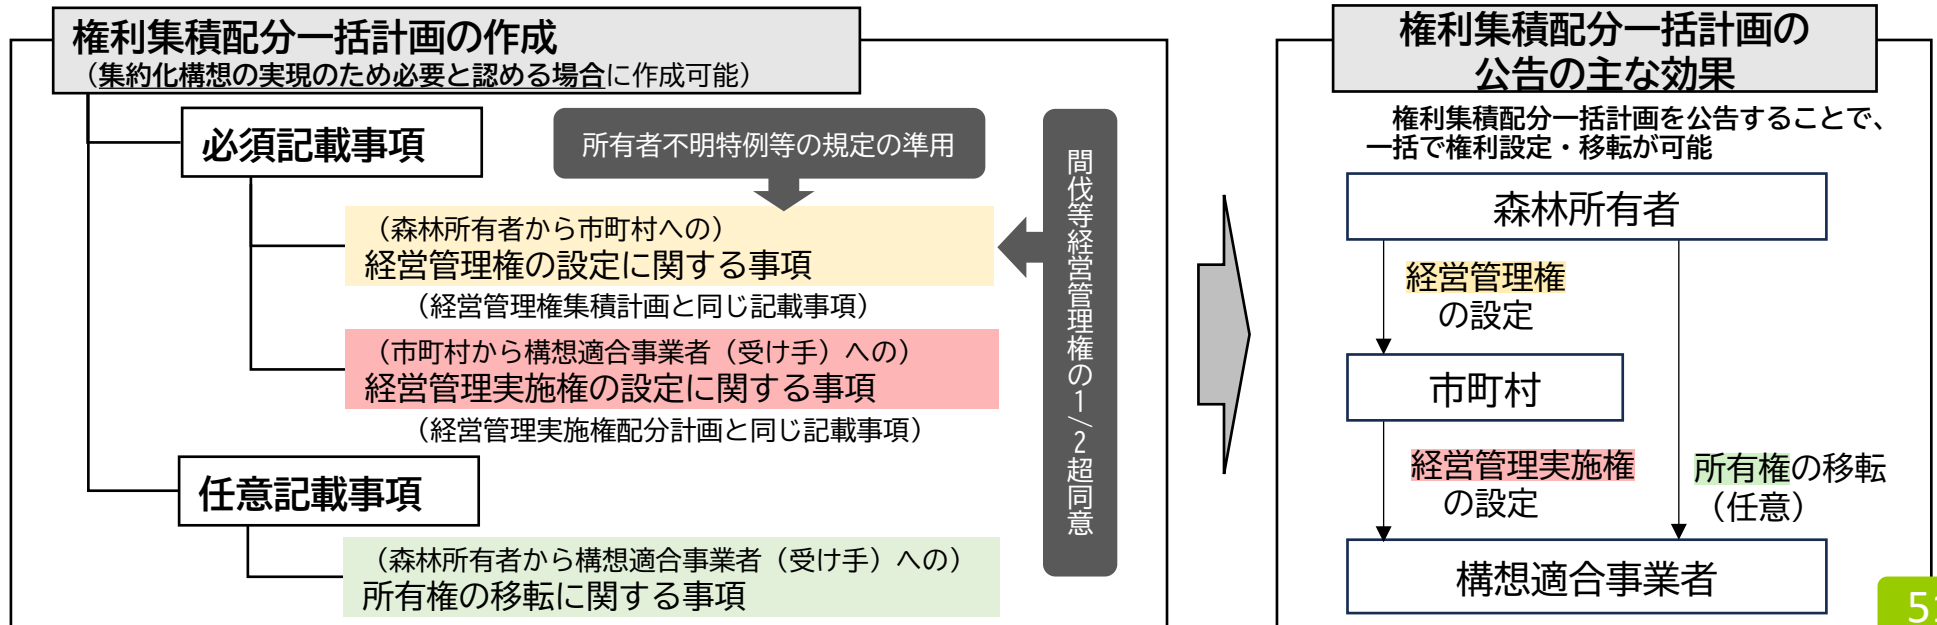 権利集積配分一括計画の作成
（集約化構想の実現のため必要と認める場合に作成可能）
必須記載事項
所有者不明特例等の規定の準用
（森林所有者から市町村への）
経営管理権の設定に関する事項
（経営管理権集積計画と同じ記載事項）
（市町村から構想適合事業者（受け手）への）
経営管理実施権の設定に関する事項
（経営管理実施権配分計画と同じ記載事項）
任意記載事項
（森林所有者から構想適合事業者（受け手）への）
所有権の移転に関する事項
間伐等経営管理権の1/2超同意
権利集積配分一括計画の
公告の主な効果
権利集積配分一括計画を公告することで、
一括で権利設定・移転が可能
森林所有者
経営管理権
の設定
市町村
経営管理実施権
の設定
所有権の移転
（任意）
構想適合事業者